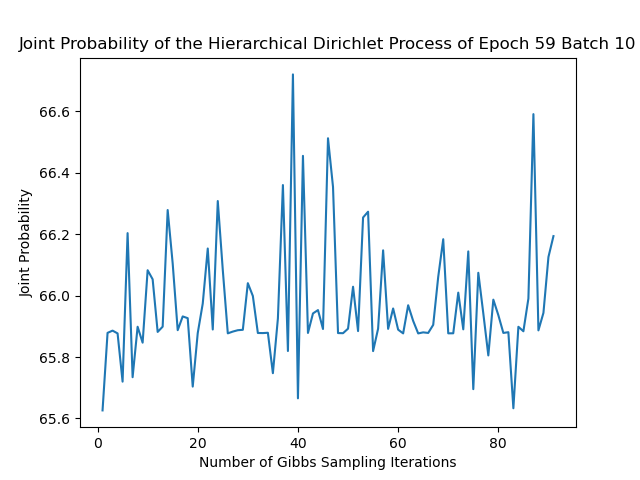 Joint Probability of the Hierarchical Dirichlet Process of Epoch 59 Batch 10
66.6
66.4
66.2
66.0
65.8
65.6
Joint Probability
0 20 40 60 80
Number of Gibbs Sampling Iterations